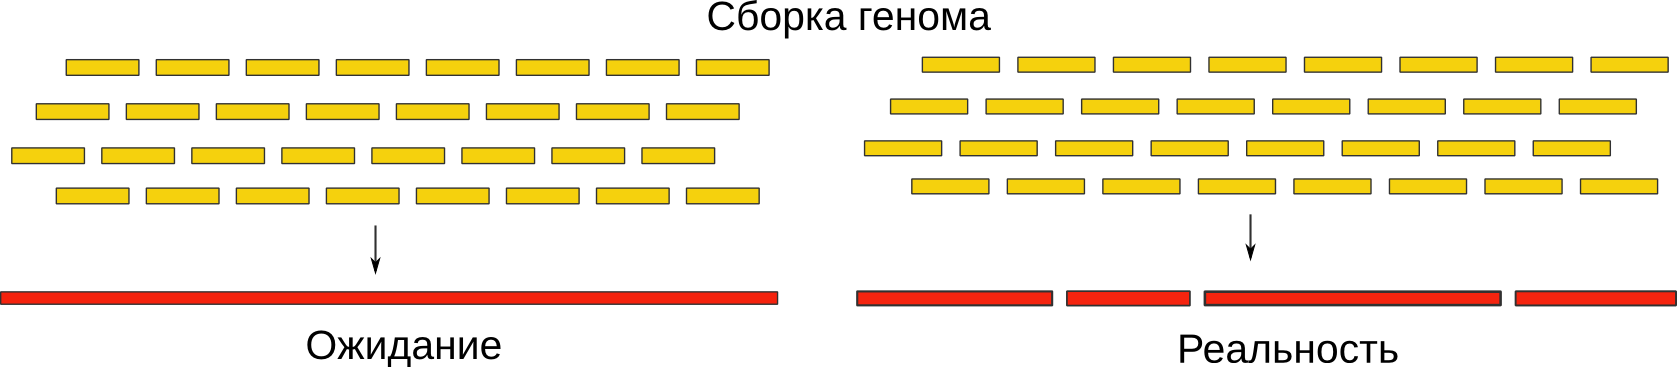 Сборка генома
Ожидание
Реальность